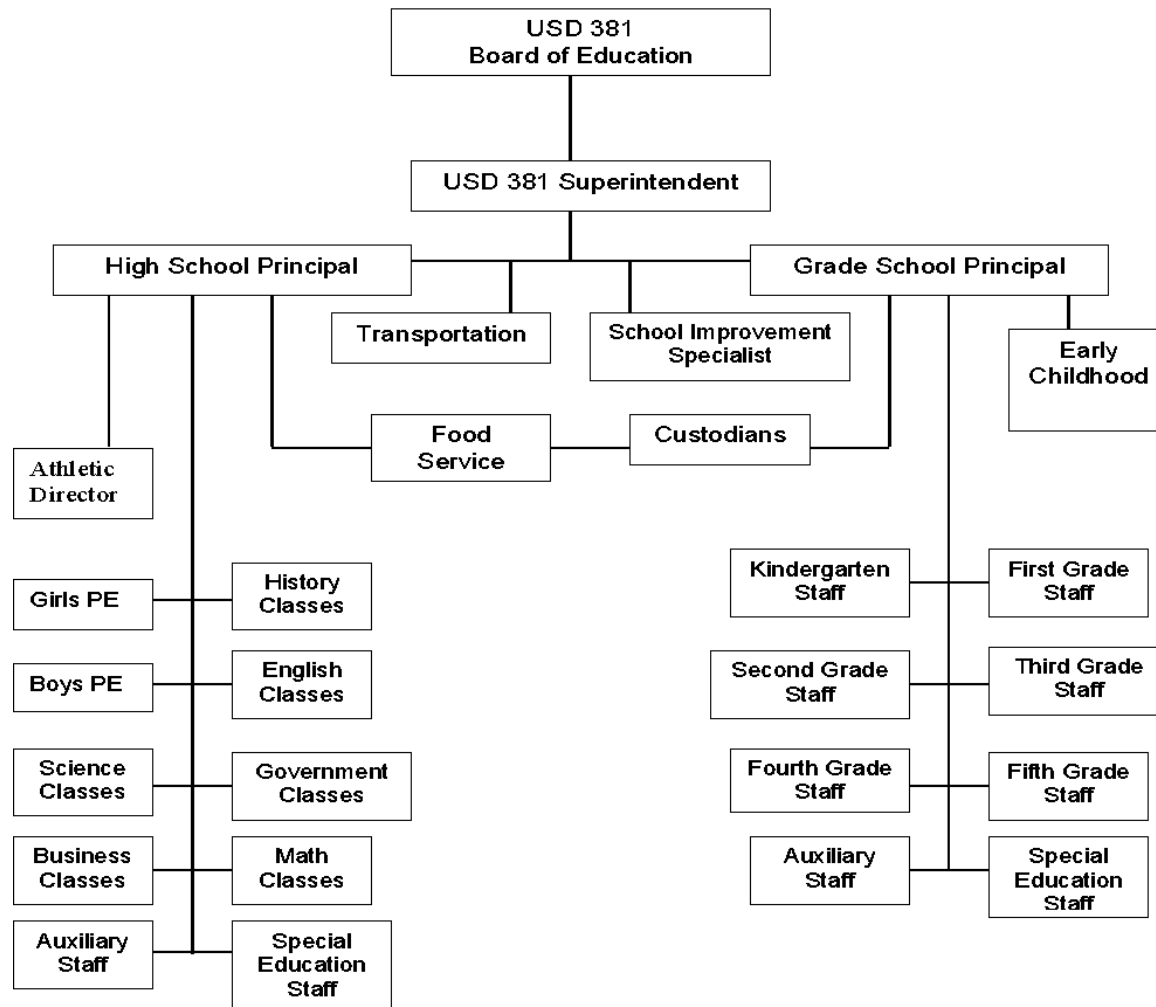 USD 381
Board of Education
USD 381 Superintendent
High School Principal
Grade School Principal
Transportation
School Improvement
Specialist
Early
Childhood
Food
Service
Custodians
Athletic
Director
Girls PE
History
Classes
Kindergarten
Staff
First Grade
Staff
Boys PE
English
Classes
Second Grade
Staff
Third Grade
Staff
Science
Classes
Government
Classes
Fourth Grade
Staff
Fifth Grade
Staff
Business
Classes
Math
Classes
Auxiliary
Staff
Special
Education
Staff
Auxiliary
Staff
Special
Education
Staff